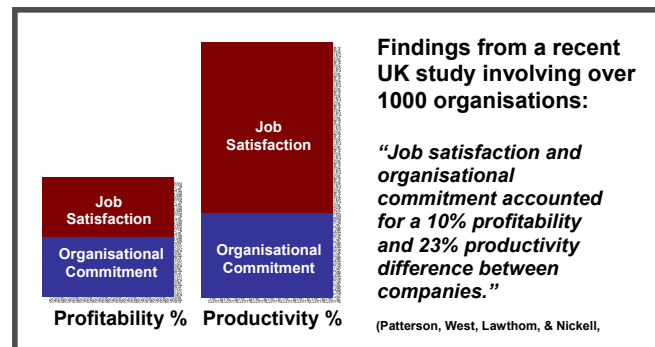 Job
Satisfaction
Organisational
Commitment
Profitability %
Job
Satisfaction
Organisational
Commitment
Productivity %
Findings from a recent
UK study involving over
1000 organisations:
“Job satisfaction and
organisational
commitment accounted
for a 10% profitability
and 23% productivity
difference between
companies.”
(Patterson, West, Lawthom, & Nickell,